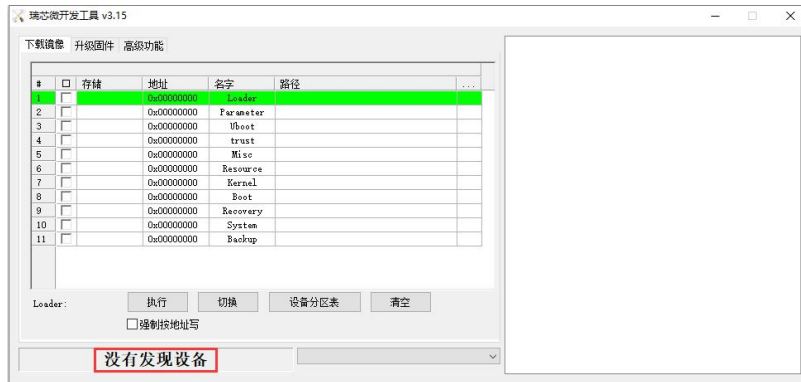 瑞芯微开发工具 v3.15
下载镜像 升级固件 高级功能
# 存储 地址 名字 路径 ...
1 0x00000000 Loader
2 0x00000000 Parameter
3 0x00000000 Uboot
4 0x00000000 trust
5 0x00000000 Misc
6 0x00000000 Resource
7 0x00000000 Kernel
8 0x00000000 Boot
9 0x00000000 Recovery
10 0x00000000 System
11 0x00000000 Backup
Loader: 执行 切换 设备分区表 清空
强制按地址写
没有发现设备